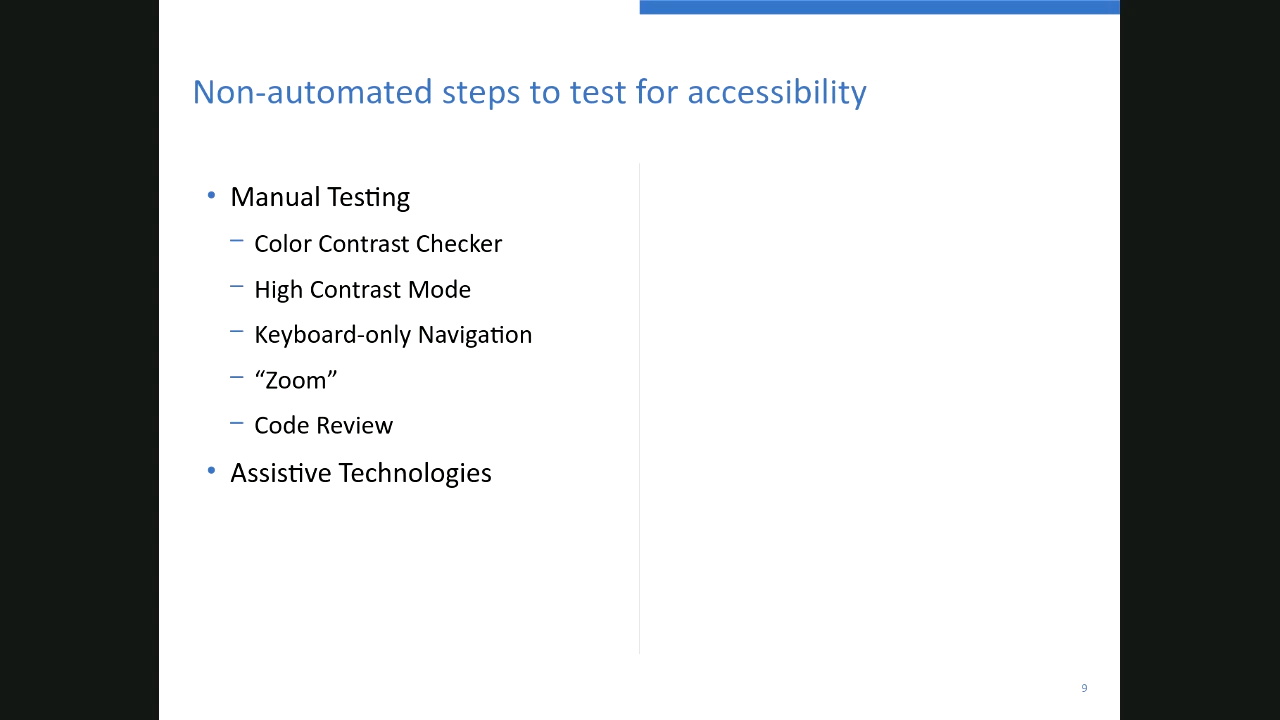 Non-automated steps to test for accessibility
• Manual Testing
– Color Contrast Checker
– High Contrast Mode
– Keyboard-only Navigation
– “Zoom”
– Code Review
• Assistive Technologies
9